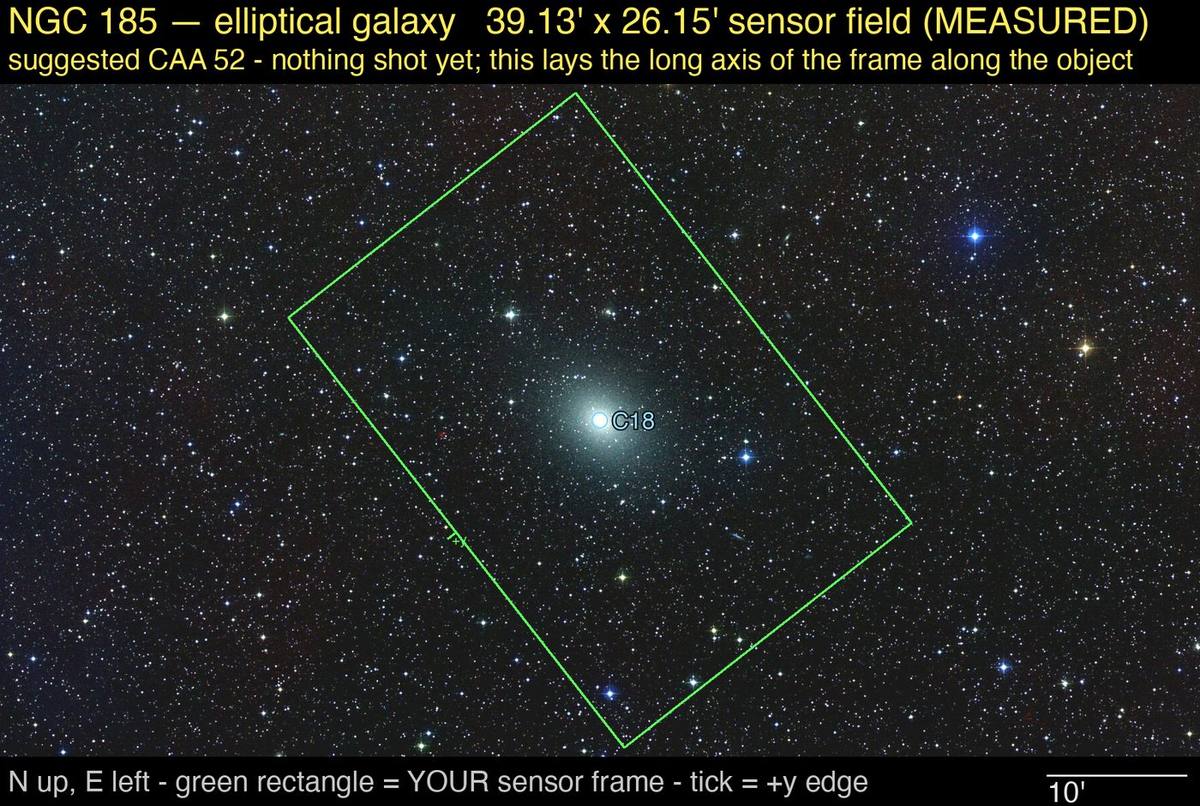 NGC 185 — elliptical galaxy 39.13' x 26.15' sensor field (MEASURED)
suggested CAA 52 - nothing shot yet; this lays the long axis of the frame along the object
C18
+y
N up, E left - green rectangle = YOUR sensor frame - tick = +y edge
10'